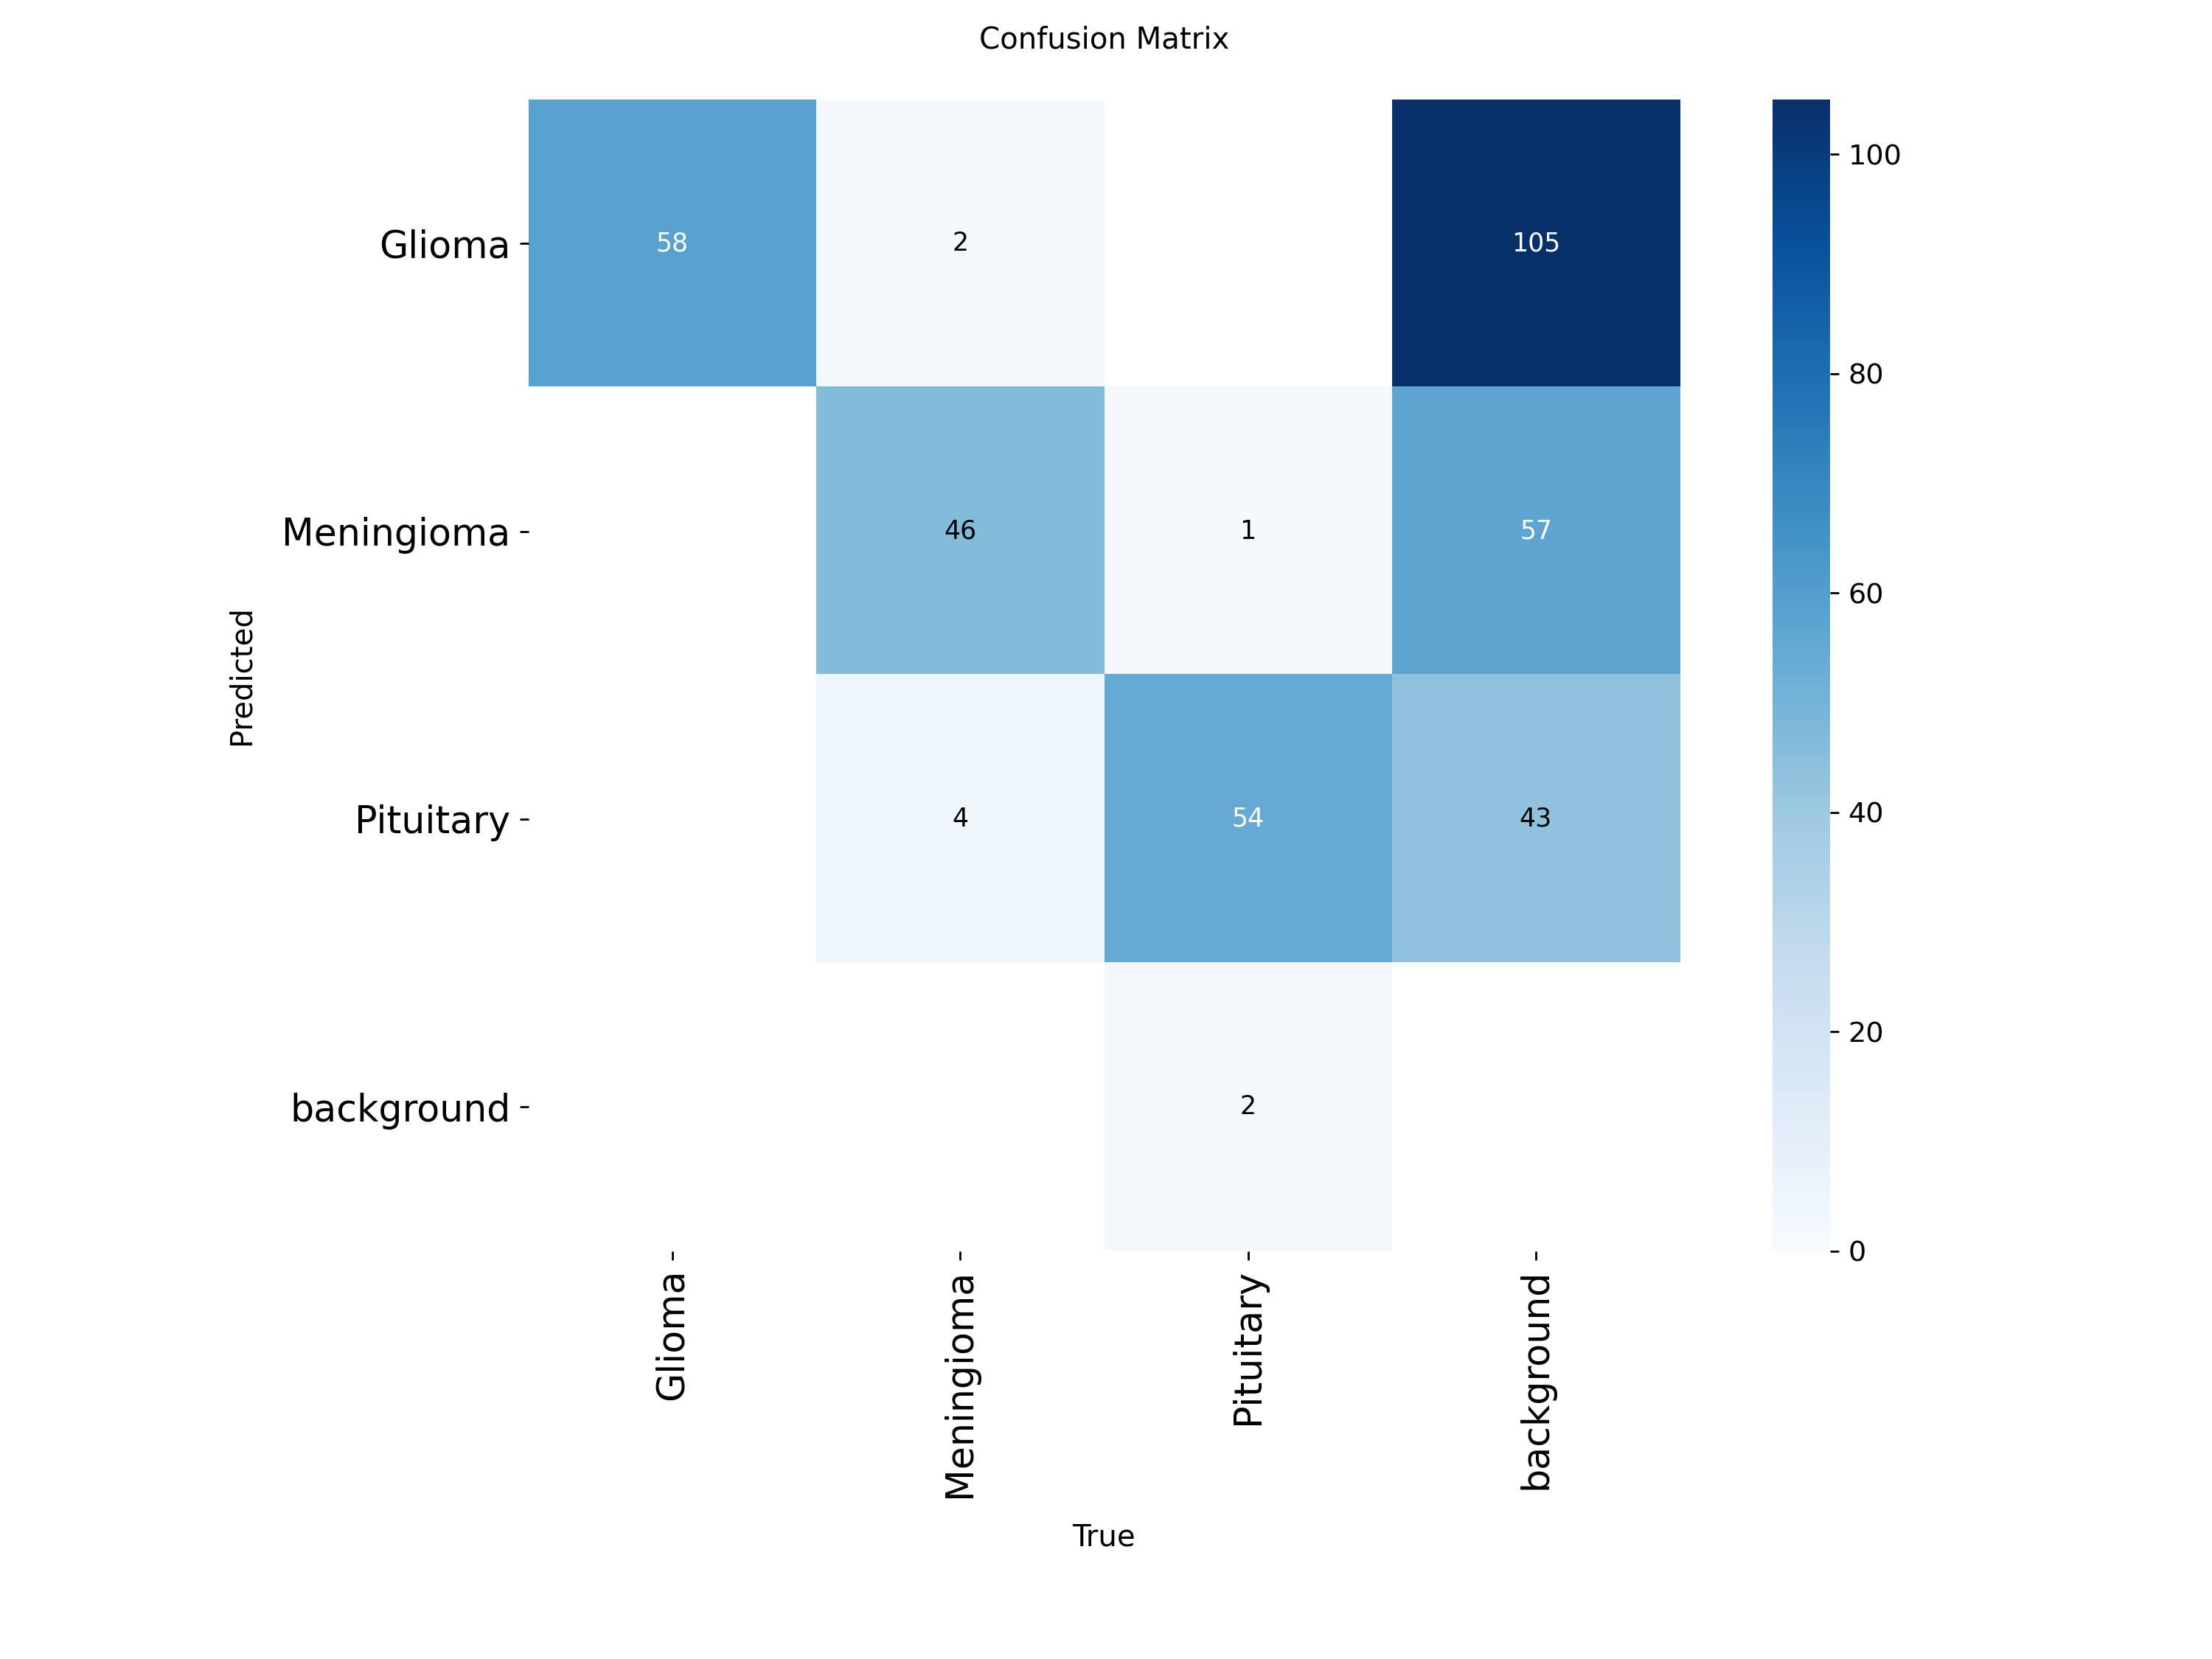 Confusion Matrix
Glioma
58
2
105
Meningioma
46
1
57
Pituitary
4
54
43
background
2
Predicted
Glioma
Meningioma
Pituitary
background
True
100
80
60
40
20
0